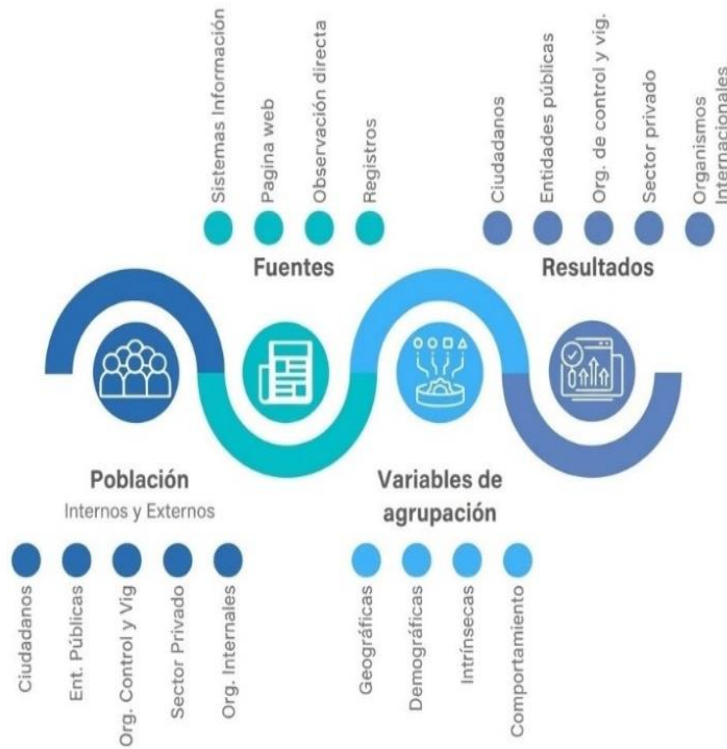 Sistemas Información
Pagina web
Observación directa
Registros
Fuentes
Ciudadanos
Entidades públicas
Org. de control y vig.
Sector privado
Organismos
Internacionales
Resultados
Población
Internos y Externos
Ciudadanos
Ent. Públicas
Org. Control y Vig
Sector Privado
Org. Internales
Variables de
agrupación
Geográficas
Demográficas
Intrínsecas
Comportamiento